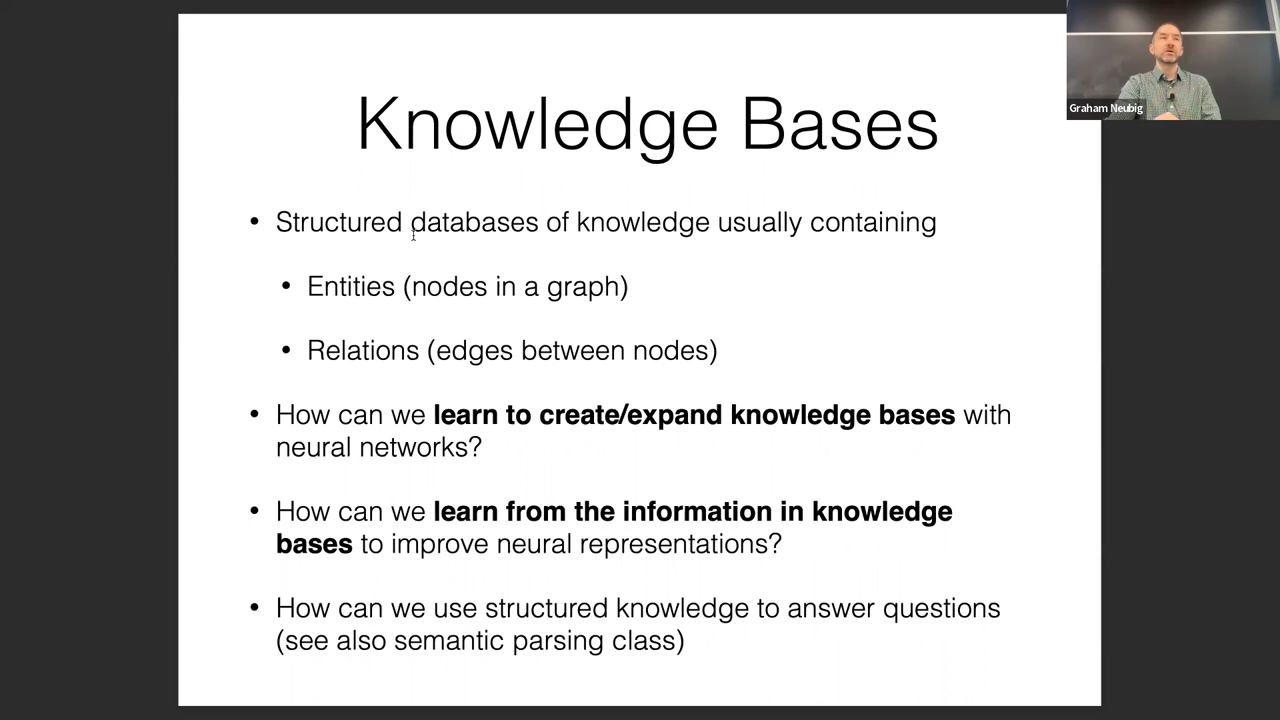 Knowledge Bases
Graham Neubig
• Structured databases of knowledge usually containing
• Entities (nodes in a graph)
• Relations (edges between nodes)
• How can we learn to create/expand knowledge bases with
neural networks?
• How can we learn from the information in knowledge
bases to improve neural representations?
• How can we use structured knowledge to answer questions
(see also semantic parsing class)